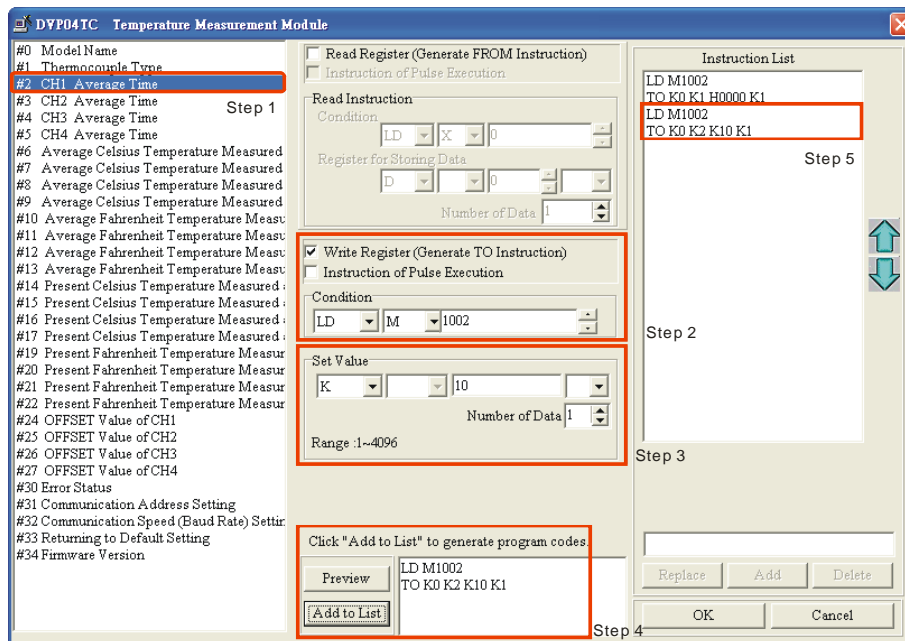 DVP04TC Temperature Measurement Module
#0 Model Name
#1 Thermocouple Type
#2 CH1 Average Time
#3 CH2 Average Time
#4 CH3 Average Time
#5 CH4 Average Time
#6 Average Celsius Temperature Measured
#7 Average Celsius Temperature Measured
#8 Average Celsius Temperature Measured
#9 Average Celsius Temperature Measured
#10 Average Fahrenheit Temperature Measu
#11 Average Fahrenheit Temperature Measu
#12 Average Fahrenheit Temperature Measu
#13 Average Fahrenheit Temperature Measu
#14 Present Celsius Temperature Measured
#15 Present Celsius Temperature Measured
#16 Present Celsius Temperature Measured
#17 Present Celsius Temperature Measured
#19 Present Fahrenheit Temperature Measur
#20 Present Fahrenheit Temperature Measur
#21 Present Fahrenheit Temperature Measur
#22 Present Fahrenheit Temperature Measur
#24 OFFSET Value of CH1
#25 OFFSET Value of CH2
#26 OFFSET Value of CH3
#27 OFFSET Value of CH4
#30 Error Status
#31 Communication Address Setting
#32 Communication Speed (Baud Rate) Settin
#33 Returning to Default Setting
#34 Firmware Version
Step 1
Read Register (Generate FROM Instruction)
Instruction of Pulse Execution
Read Instruction
Condition
LD X 0
Register for Storing Data
D 0
Number of Data 1
Write Register (Generate TO Instruction)
Instruction of Pulse Execution
Condition
LD M 1002
Step 2
Set Value
K 10
Number of Data 1
Range :1~4096
Step 3
Click "Add to List" to generate program codes.
Preview
Add to List
LD M1002
TO K0 K2 K10 K1
Step 4
Instruction List
LD M1002
TO K0 K1 H0000 K1
LD M1002
TO K0 K2 K10 K1
Step 5
Replace
Add
Delete
OK
Cancel